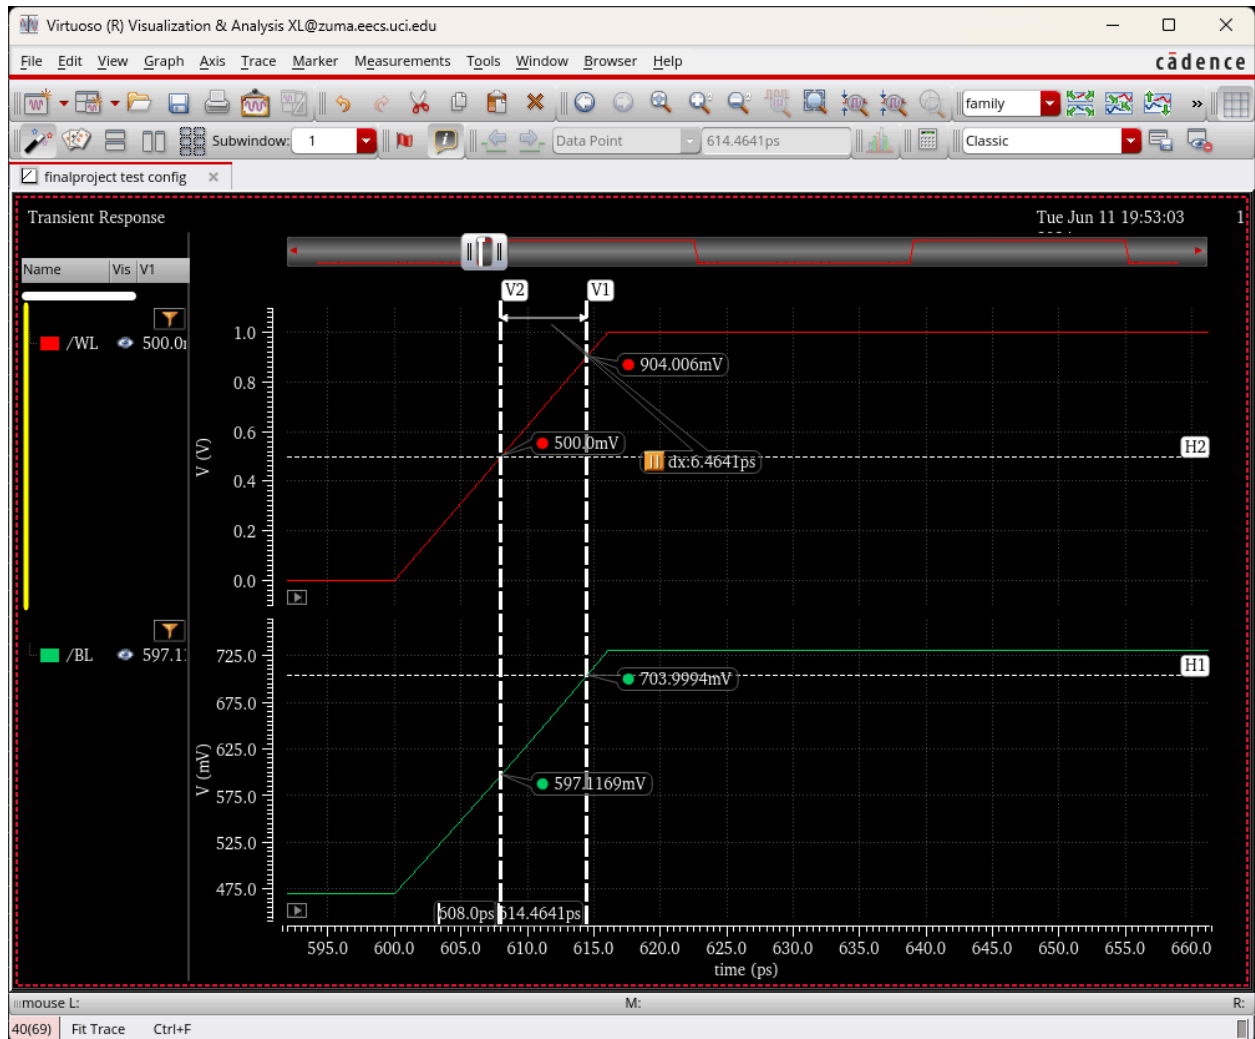 Virtuoso (R) Visualization & Analysis XL@zuma.eecs.uci.edu
File Edit View Graph Axis Trace Marker Measurements Tools Window Browser Help
cādence
family
»
Subwindow: 1
Data Point
614.4641ps
Classic
finalproject test config
Transient Response
Tue Jun 11 19:53:03
1
Name Vis V1
V2 V1
/WL 500.0
1.0
0.8
0.6
0.4
0.2
0.0
V (V)
904.006mV
500.0mV
dx:6.4641ps
H2
/BL 597.1
725.0
675.0
625.0
575.0
525.0
475.0
V (mV)
H1
703.9994mV
597.1169mV
608.0ps 614.4641ps
595.0 600.0 605.0 610.0 615.0 620.0 625.0 630.0 635.0 640.0 645.0 650.0 655.0 660.0
time (ps)
mouse L: M: R:
40(69) Fit Trace Ctrl+F